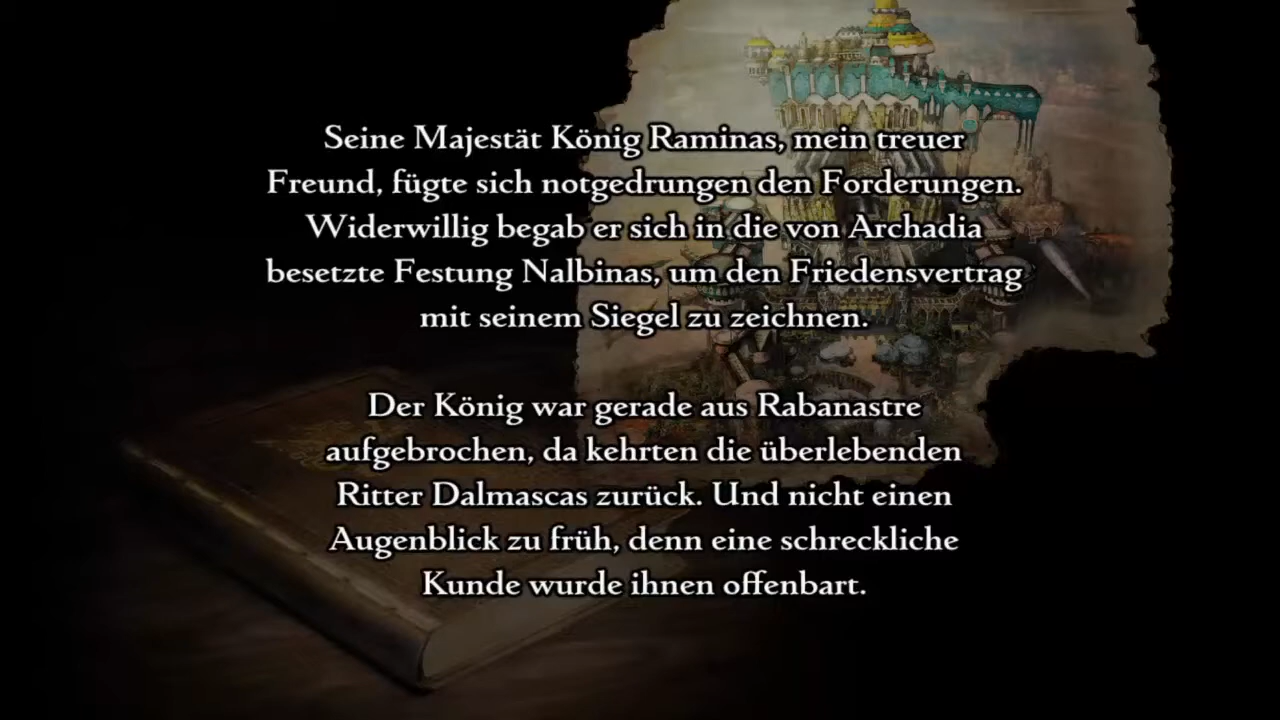 Seine Majestät König Raminas, mein treuer
Freund, fügte sich notgedrungen den Forderungen.
Widerwillig begab er sich in die von Archadia
besetzte Festung Nalbinas, um den Friedensvertrag
mit seinem Siegel zu zeichnen.
Der König war gerade aus Rabanastre
aufgebrochen, da kehrten die überlebenden
Ritter Dalmascas zurück. Und nicht einen
Augenblick zu früh, denn eine schreckliche
Kunde wurde ihnen offenbart.